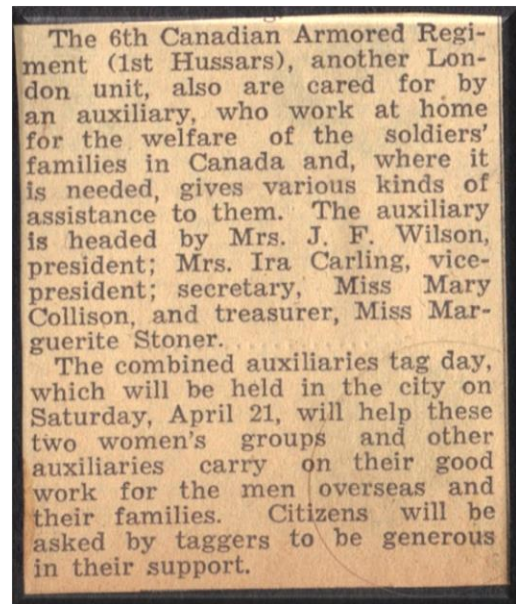 The 6th Canadian Armored Regi-
ment (1st Hussars), another Lon-
don unit, also are cared for by
an auxiliary, who work at home
for the welfare of the soldiers'
families in Canada and, where it
is needed, gives various kinds of
assistance to them. The auxiliary
is headed by Mrs. J. F. Wilson,
president; Mrs. Ira Carling, vice-
president; secretary, Miss Mary
Collison, and treasurer, Miss Mar-
guerite Stoner.
The combined auxiliaries tag day,
which will be held in the city on
Saturday, April 21, will help these
two women's groups and other
auxiliaries carry on their good
work for the men overseas and
their families. Citizens will be
asked by taggers to be generous
in their support.